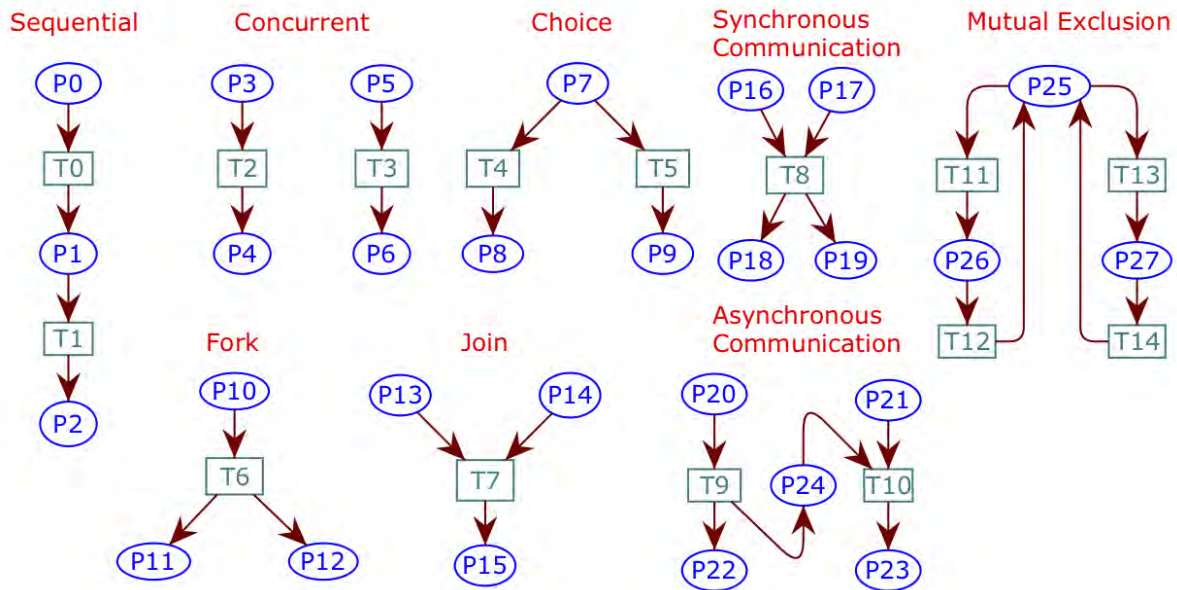 Sequential
Concurrent
Choice
Synchronous
Communication
Mutual Exclusion
P0
P3
P5
P7
P16
P17
P25
T0
T2
T3
T4
T5
T8
T11
T13
P1
P4
P6
P8
P9
P18
P19
P26
P27
T1
Fork
Join
Asynchronous
Communication
T12
T14
P2
P10
P13
P14
P20
P21
T6
T7
T9
P24
T10
P11
P12
P15
P22
P23